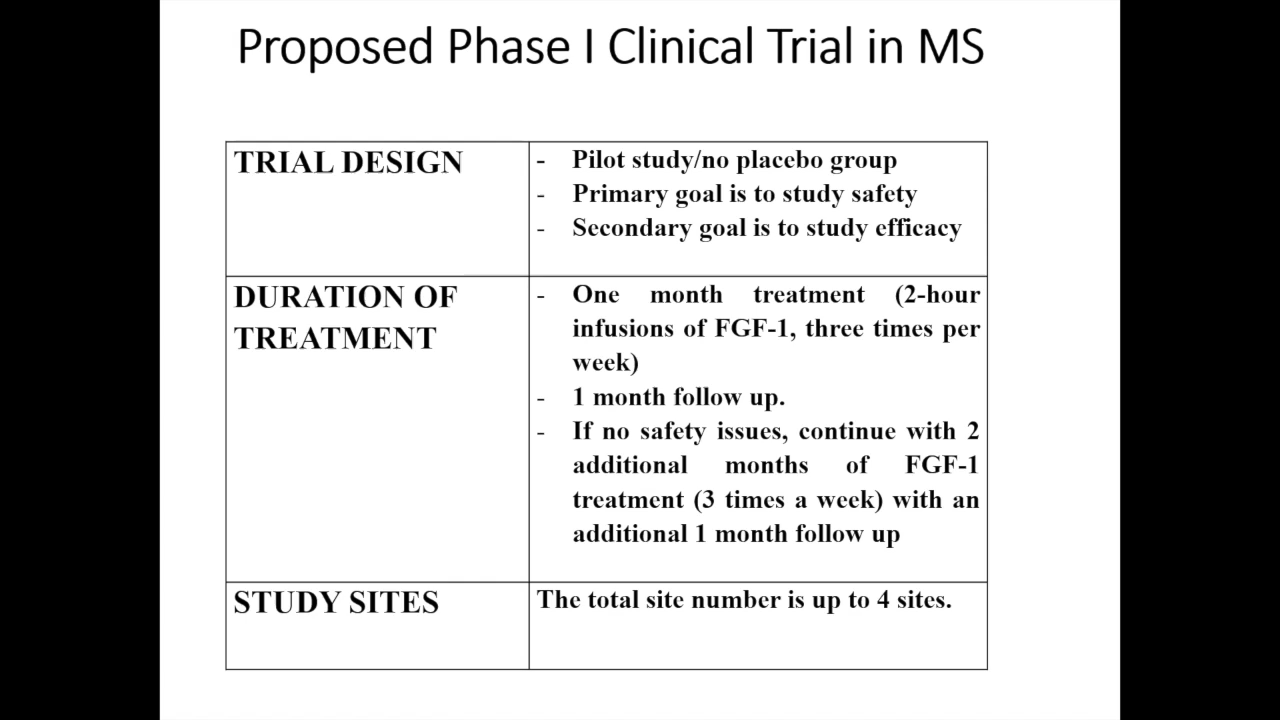 Proposed Phase I Clinical Trial in MS
TRIAL DESIGN
- Pilot study/no placebo group
- Primary goal is to study safety
- Secondary goal is to study efficacy
DURATION OF
TREATMENT
- One month treatment (2-hour
infusions of FGF-1, three times per
week)
- 1 month follow up.
- If no safety issues, continue with 2
additional months of FGF-1
treatment (3 times a week) with an
additional 1 month follow up
STUDY SITES
The total site number is up to 4 sites.